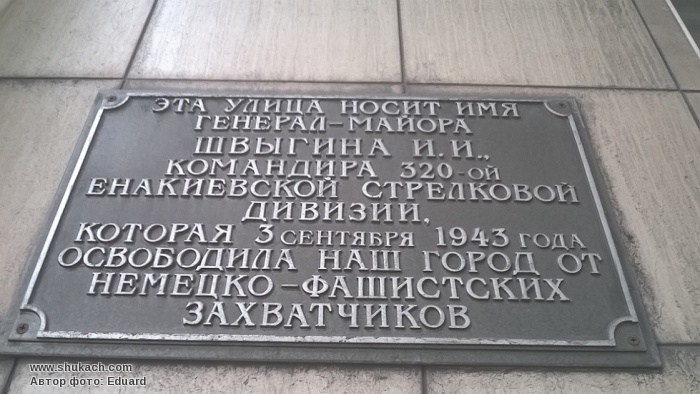 ЭТА УЛИЦА НОСИТ ИМЯ
ГЕНЕРАЛ-МАЙОРА
ШВЫГИНА И.И.,
КОМАНДИРА 320-ОЙ
ЕНАКИЕВСКОЙ СТРЕЛКОВОЙ
ДИВИЗИИ,
КОТОРАЯ 3 СЕНТЯБРЯ 1943 ГОДА
ОСВОБОДИЛА НАШ ГОРОД ОТ
НЕМЕЦКО-ФАШИСТСКИХ
ЗАХВАТЧИКОВ
www.shukach.com
Автор фото: Eduard